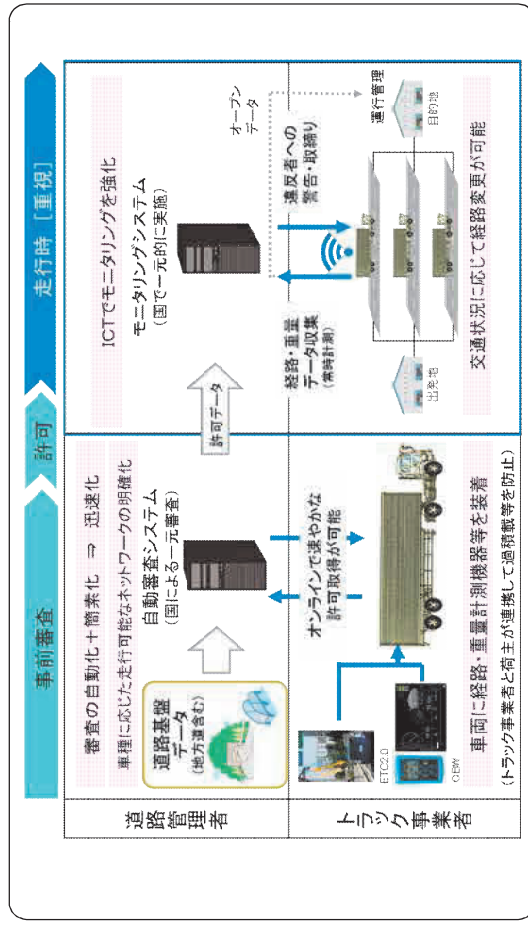 事前審査
許可
走行時 [重視]
道路管理者
審査の自動化+簡素化 ⇒ 迅速化
車種に応じた走行可能なネットワークの明確化
道路基盤
データ
(地方道含む)
自動審査システム
(国による一元審査)
許可データ
ICTでモニタリングを強化
モニタリングシステム
(国で一元的に実施)
オープン
データ
トラック事業者
オンラインで速やかな
許可取得が可能
ETC2.0
OBW
車両に経路・重量計測機器等を装着
(トラック事業者と荷主が連携して過積載等を防止)
経路・重量
データ収集
(常時計測)
違反者への
警告・取締り
運行管理
出発地
目的地
交通状況に応じて経路変更が可能